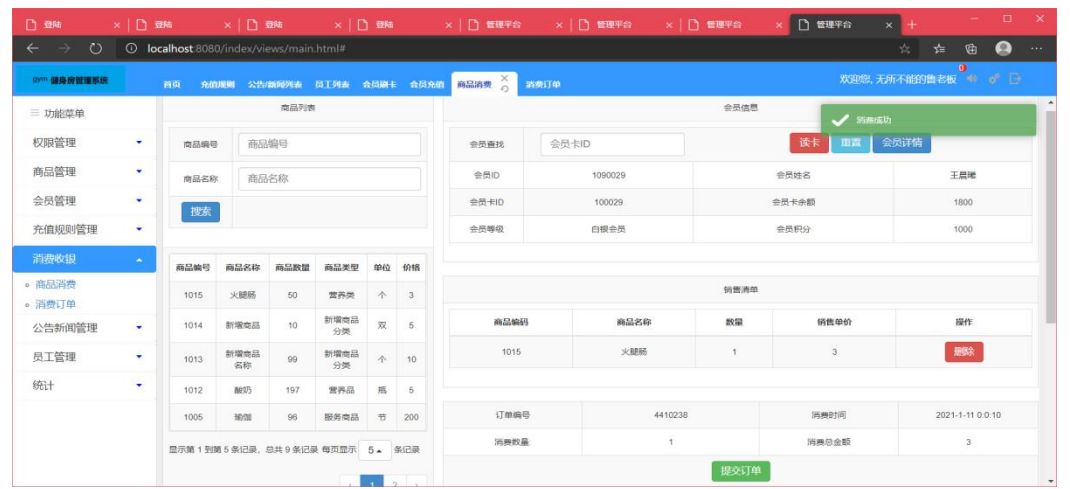 登陆 登陆 登陆 登陆 管理平台 管理平台 管理平台 管理平台
localhost:8080/index/views/main.html#
GYM 健身房管理系统 首页 充值规则 公告/新闻列表 员工列表 会员刷卡 会员充值 商品消费 消费订单 欢迎您, 无所不能的鲁老板 0
功能菜单
权限管理
商品管理
会员管理
充值规则管理
消费收银
商品消费
消费订单
公告新闻管理
员工管理
统计
商品列表
商品编号 商品编号
商品名称 商品名称
搜索
商品编号 商品名称 商品数量 商品类型 单位 价格
1015 火腿肠 50 营养类 个 3
1014 新增商品 10 新增商品分类 双 5
1013 新增商品名称 99 新增商品分类 个 10
1012 酸奶 197 营养品 瓶 5
1005 瑜伽 96 服务商品 节 200
显示第 1 到第 5 条记录, 总共 9 条记录 每页显示 5 条记录
‹ 1 2 ›
会员信息
消费成功
会员查找 会员卡ID 读卡 重置 会员详情
会员ID 1090029 会员姓名 王晨曦
会员卡ID 100029 会员卡余额 1800
会员等级 白银会员 会员积分 1000
销售清单
商品编码 商品名称 数量 销售单价 操作
1015 火腿肠 1 3 删除
订单编号 4410238 消费时间 2021-1-11 0:0:10
消费数量 1 消费总金额 3
提交订单